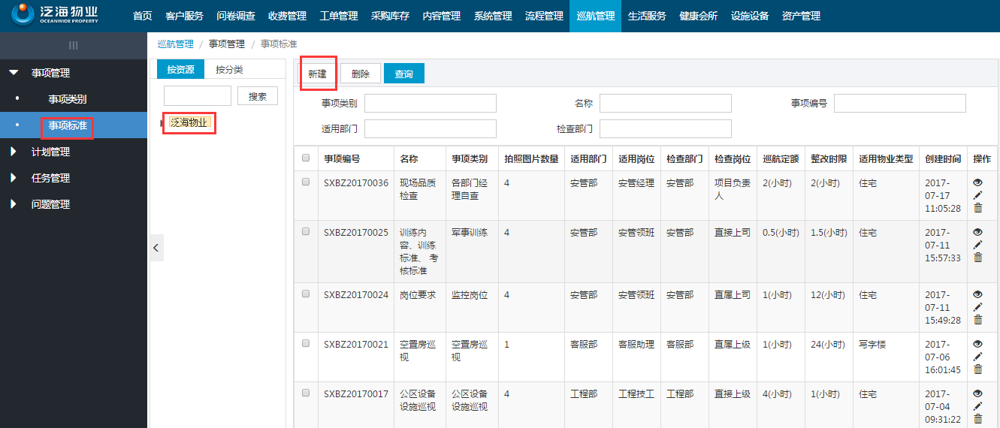 泛海物业
OCEANWIDE PROPERTY
首页 客户服务 问卷调查 收费管理 工单管理 采购库存 内容管理 系统管理 流程管理 巡航管理 生活服务 健康会所 设施设备 资产管理
巡航管理 / 事项管理 / 事项标准
事项管理
事项类别
事项标准
计划管理
任务管理
问题管理
按资源 按分类
搜索
泛海物业
新建 删除 查询
事项类别 名称 事项编号
适用部门 检查部门
事项编号 名称 事项类别 拍照图片数量 适用部门 适用岗位 检查部门 检查岗位 巡航定额 整改时限 适用物业类型 创建时间 操作
SXBZ20170036 现场品质 各部门经 4 安管部 安管经理 安管部 项目负责 2(小时) 2(小时) 住宅 2017-
检查 理自查 人 07-17
11:05:28
SXBZ20170025 训练内 军事训练 4 安管部 安管领班 安管部 直接上司 0.5(小时) 1.5(小时) 住宅 2017-
容、训练 07-11
标准、 考 15:57:33
核标准
SXBZ20170024 岗位要求 监控岗位 4 安管部 安管领班 安管部 直属上司 1(小时) 12(小时) 住宅 2017-
07-11
15:49:28
SXBZ20170021 空置房巡 空置房巡 1 客服部 客服助理 客服部 直属上级 1(小时) 24(小时) 写字楼 2017-
视 视 07-06
16:01:45
SXBZ20170017 公区设备 公区设备 4 工程部 工程技工 工程部 直接上级 4(小时) 1(小时) 住宅 2017-
设施巡视 设施巡视 07-04
09:31:22